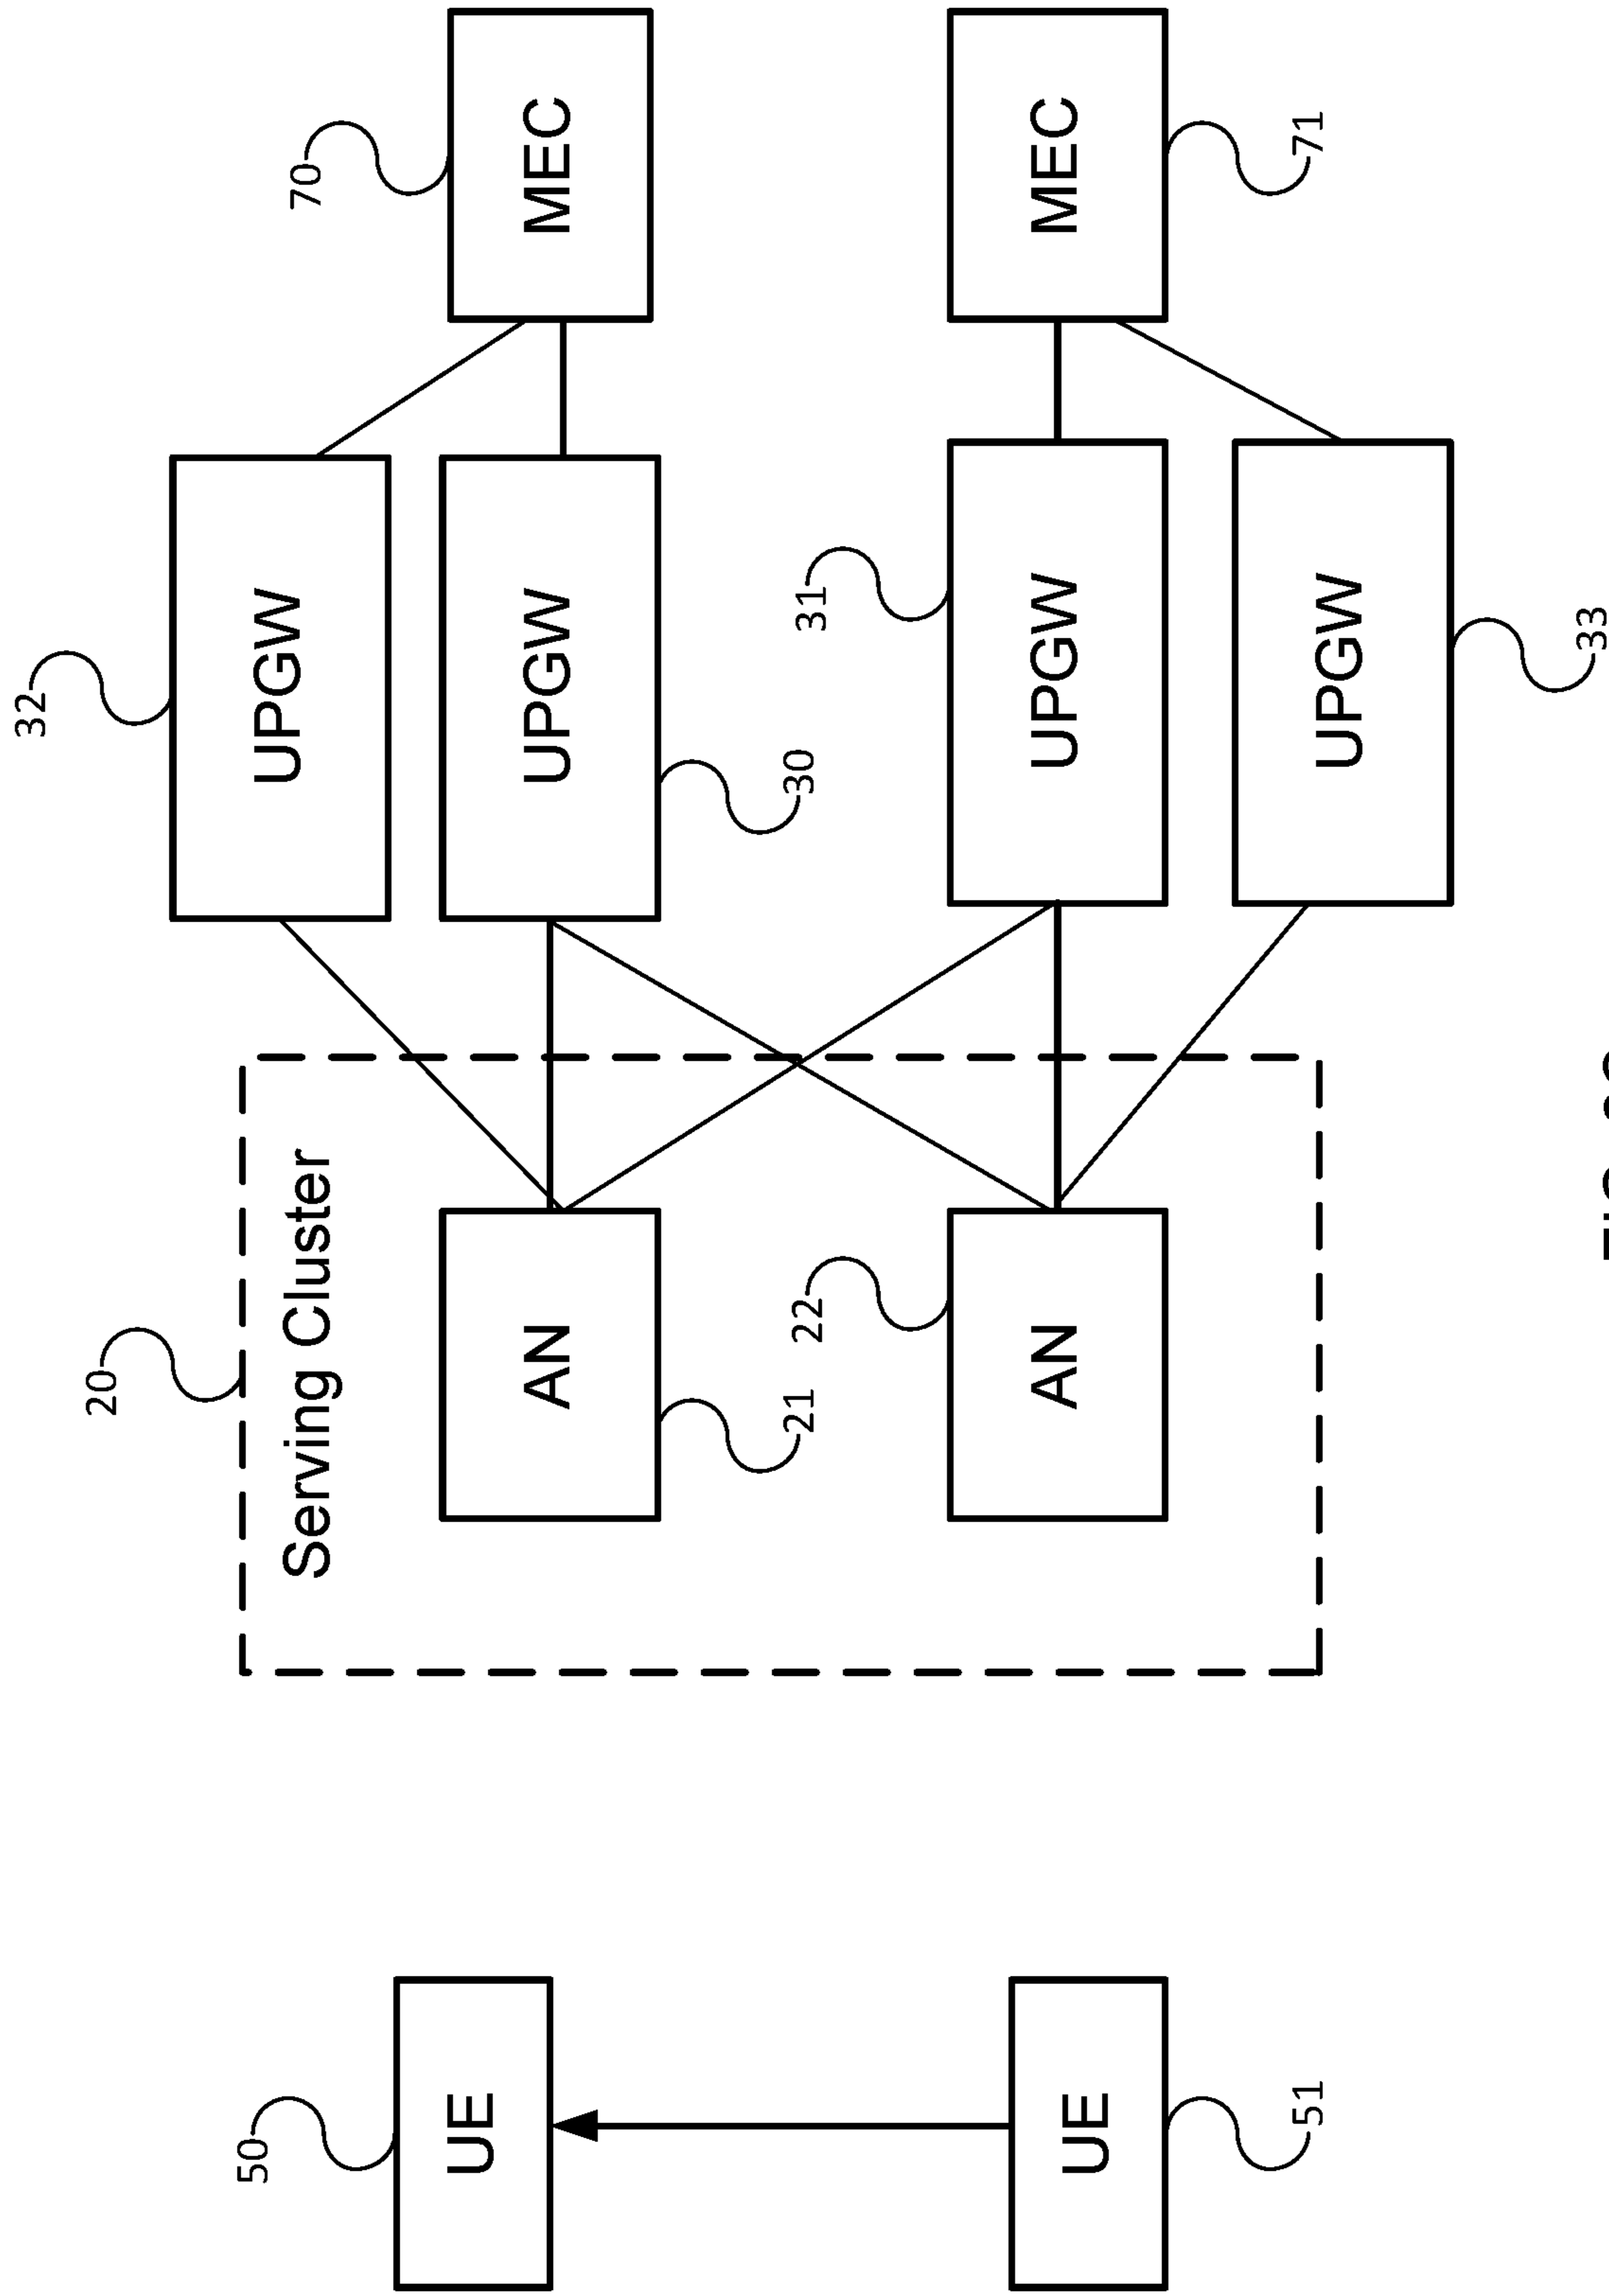 32
20
50
UPGW
Serving Cluster
70
UE
AN
UPGW
MEC
21
30
22
31
AN
UPGW
MEC
UE
51
71
UPGW
33